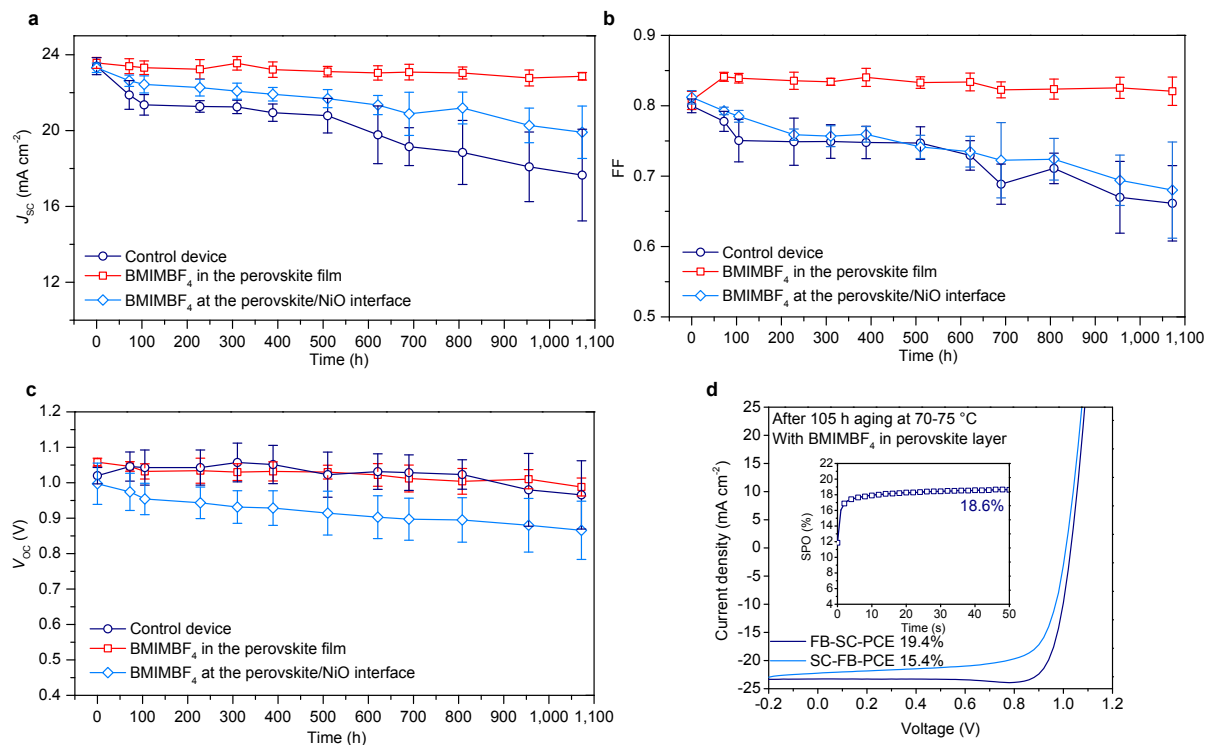 a
24
20
16
12
J_SC (mA cm⁻²)
Control device
BMIMBF₄ in the perovskite film
BMIMBF₄ at the perovskite/NiO interface
0 100 200 300 400 500 600 700 800 900 1,000 1,100
Time (h)
b
0.9
0.8
0.7
0.6
0.5
FF
Control device
BMIMBF₄ in the perovskite film
BMIMBF₄ at the perovskite/NiO interface
0 100 200 300 400 500 600 700 800 900 1,000 1,100
Time (h)
c
1.2
1.1
1.0
0.9
0.8
0.7
0.6
0.5
0.4
V_OC (V)
Control device
BMIMBF₄ in the perovskite film
BMIMBF₄ at the perovskite/NiO interface
0 100 200 300 400 500 600 700 800 900 1,000 1,100
Time (h)
d
25
20
15
10
5
0
-5
-10
-15
-20
-25
Current density (mA cm⁻²)
After 105 h aging at 70-75 °C
With BMIMBF₄ in perovskite layer
22
20
18
16
14
12
10
8
6
4
SPO (%)
18.6%
0 10 20 30 40 50
Time (s)
FB-SC-PCE 19.4%
SC-FB-PCE 15.4%
-0.2 0.0 0.2 0.4 0.6 0.8 1.0 1.2
Voltage (V)